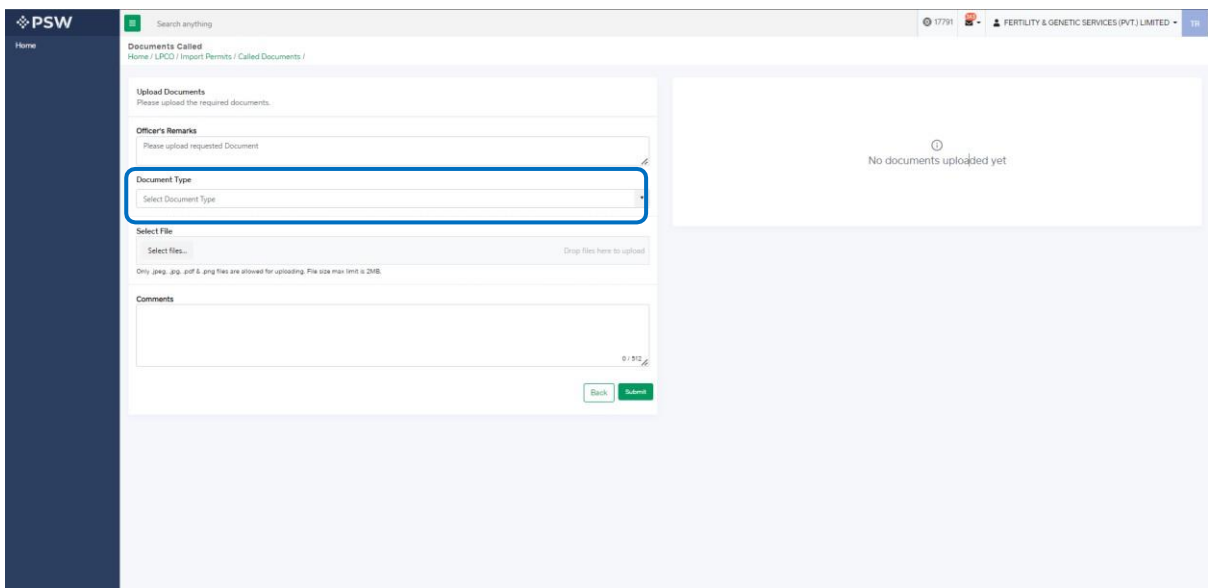 PSW
Search anything
17791
FERTILITY & GENETIC SERVICES (PVT.) LIMITED
Home
Documents Called
Home / LPCO / Import Permits / Called Documents /
Upload Documents
Please upload the required documents.
Officer's Remarks
Please upload requested Document
No documents uploaded yet
Document Type
Select Document Type
Select File
Select files...
Drop files here to upload
Only .jpeg, .jpg, .pdf & .png files are allowed for uploading. File size max limit is 2MB.
Comments
0 / 512
Back
Submit